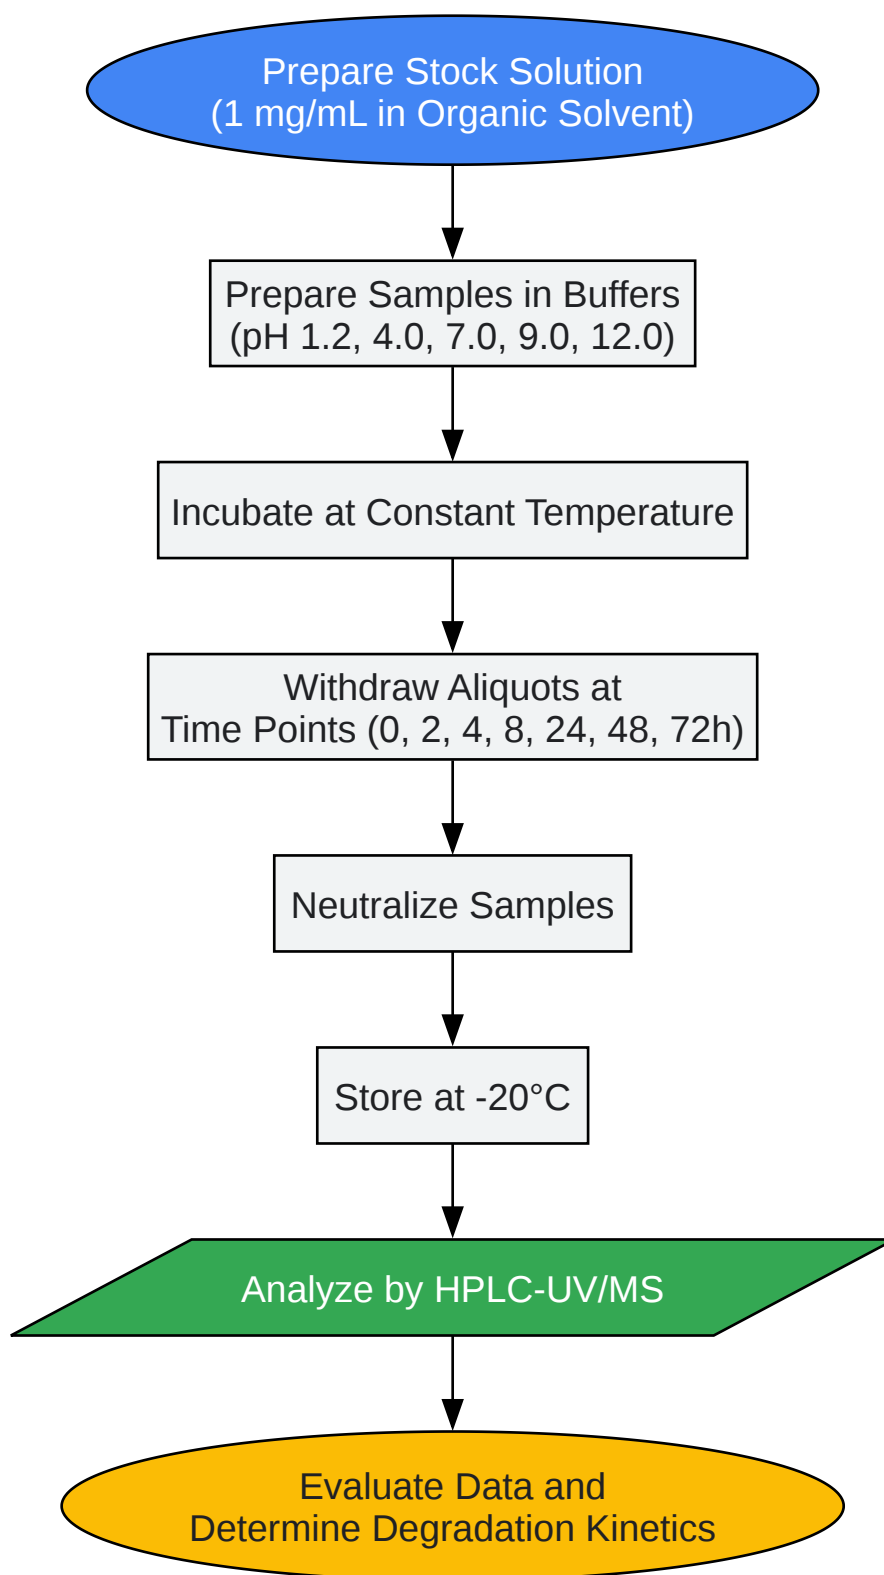 Prepare Stock Solution
(1 mg/mL in Organic Solvent)
Prepare Samples in Buffers
(pH 1.2, 4.0, 7.0, 9.0, 12.0)
Incubate at Constant Temperature
Withdraw Aliquots at
Time Points (0, 2, 4, 8, 24, 48, 72h)
Neutralize Samples
Store at -20°C
Analyze by HPLC-UV/MS
Evaluate Data and
Determine Degradation Kinetics